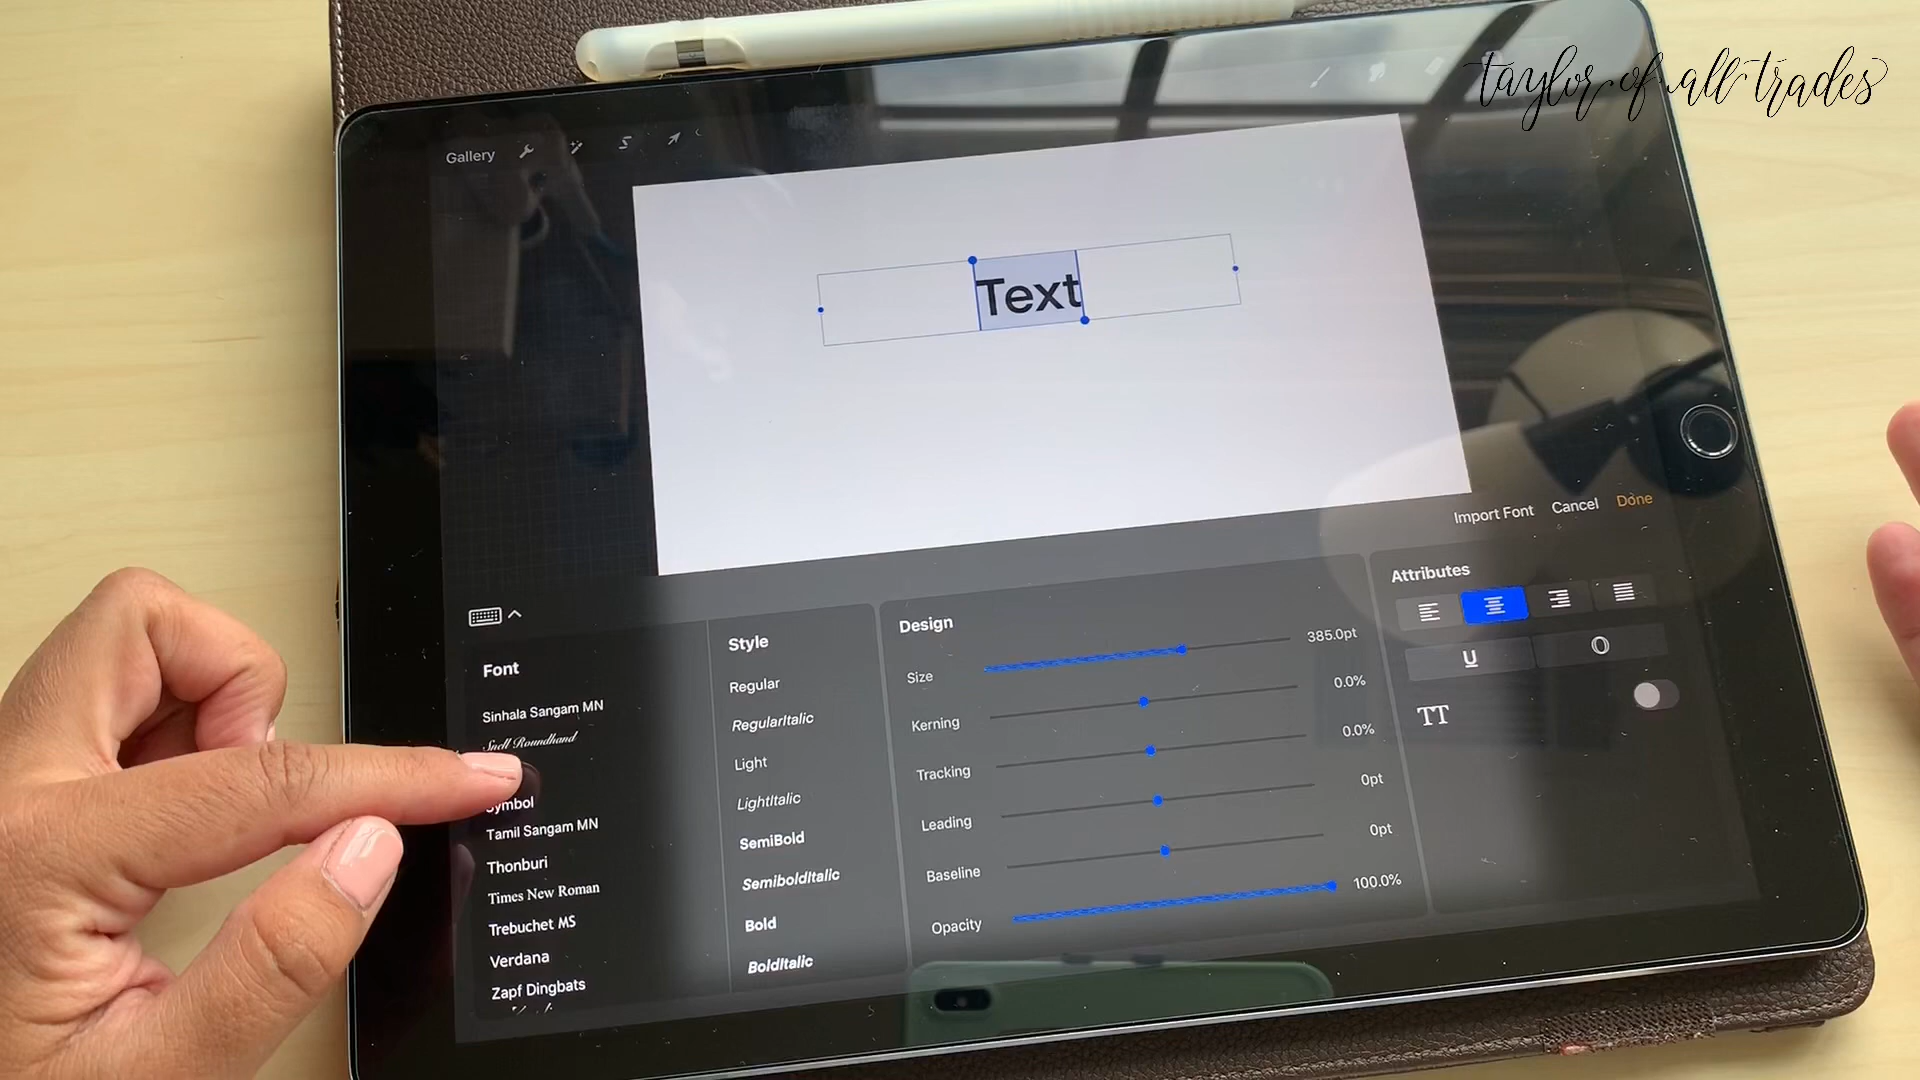 taylor of all trades
Gallery
Text
Import Font
Cancel
Done
Font
Sinhala Sangam MN
Snell Roundhand
Symbol
Tamil Sangam MN
Thonburi
Times New Roman
Trebuchet MS
Verdana
Zapf Dingbats
Style
Regular
RegularItalic
Light
LightItalic
SemiBold
SemiboldItalic
Bold
BoldItalic
Design
Size 385.0pt
Kerning 0.0%
Tracking 0.0%
Leading 0pt
Baseline 0pt
Opacity 100.0%
Attributes
U
O
TT